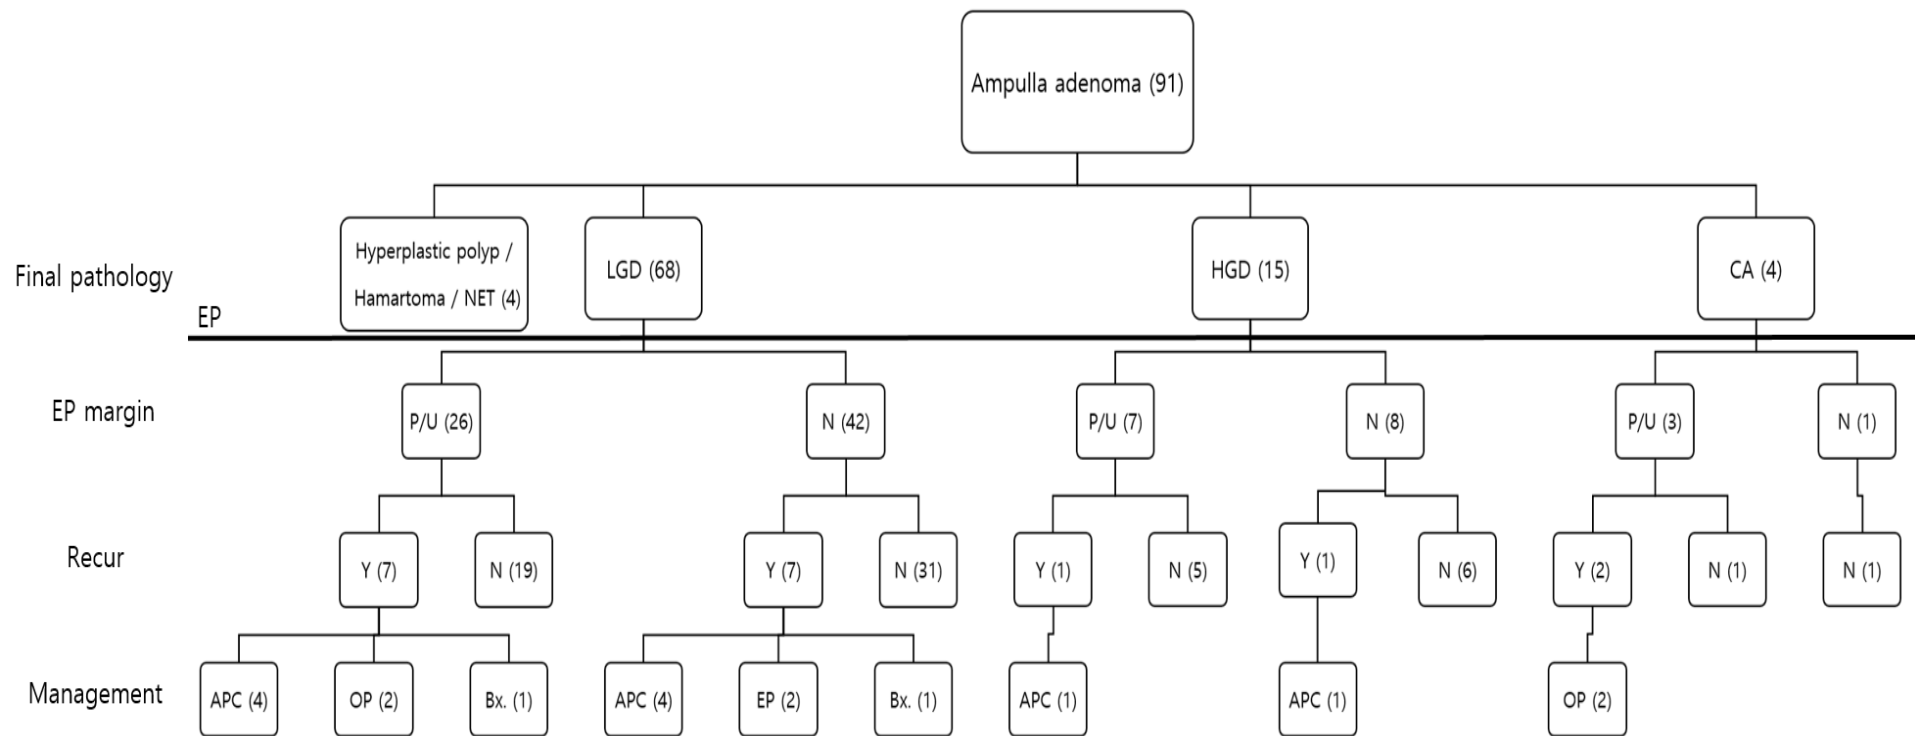 Ampulla adenoma (91)
Final pathology
Hyperplastic polyp /
Hamartoma / NET (4)
LGD (68)
HGD (15)
CA (4)
EP
EP margin
P/U (26)
N (42)
P/U (7)
N (8)
P/U (3)
N (1)
Recur
Y (7)
N (19)
Y (7)
N (31)
Y (1)
N (5)
Y (1)
N (6)
Y (2)
N (1)
N (1)
Management
APC (4)
OP (2)
Bx. (1)
APC (4)
EP (2)
Bx. (1)
APC (1)
APC (1)
OP (2)